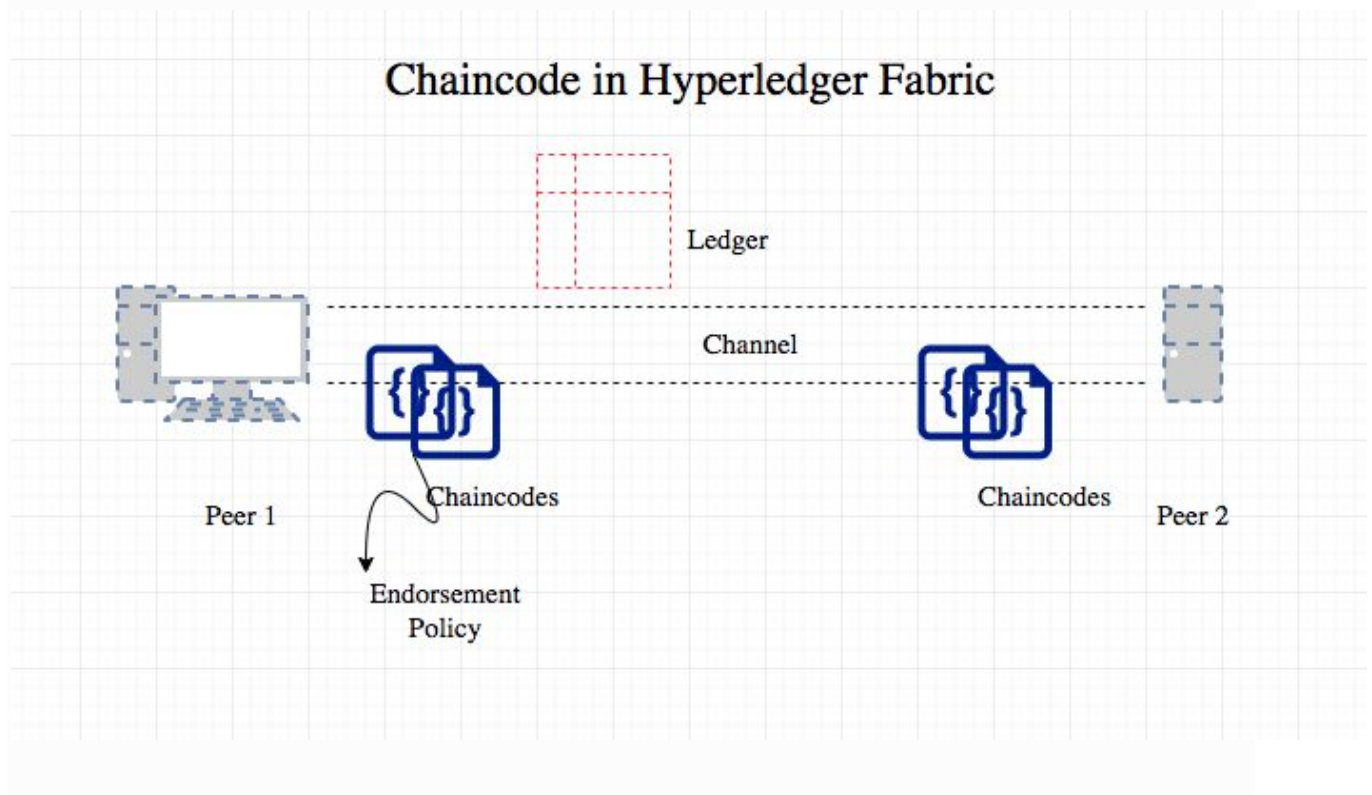 Chaincode in Hyperledger Fabric
Ledger
Channel
{ }
{ }
{ }
{ }
Chaincodes
Chaincodes
Peer 1
Peer 2
Endorsement
Policy